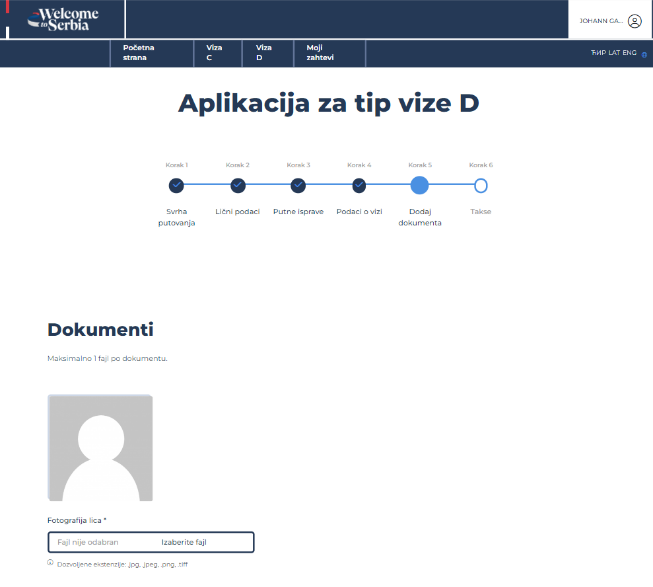 Welcome
to Serbia
JOHANN GA...
Početna
strana
Viza
C
Viza
D
Moji
zahtevi
ЋИР LAT ENG
Aplikacija za tip vize D
Korak 1
Korak 2
Korak 3
Korak 4
Korak 5
Korak 6
Svrha
putovanja
Lični podaci
Putne isprave
Podaci o vizi
Dodaj
dokumenta
Takse
Dokumenti
Maksimalno 1 fajl po dokumentu.
Fotografija lica *
Fajl nije odabran
Izaberite fajl
Dozvoljene ekstenzije: .jpg, .jpeg, .png, .tiff